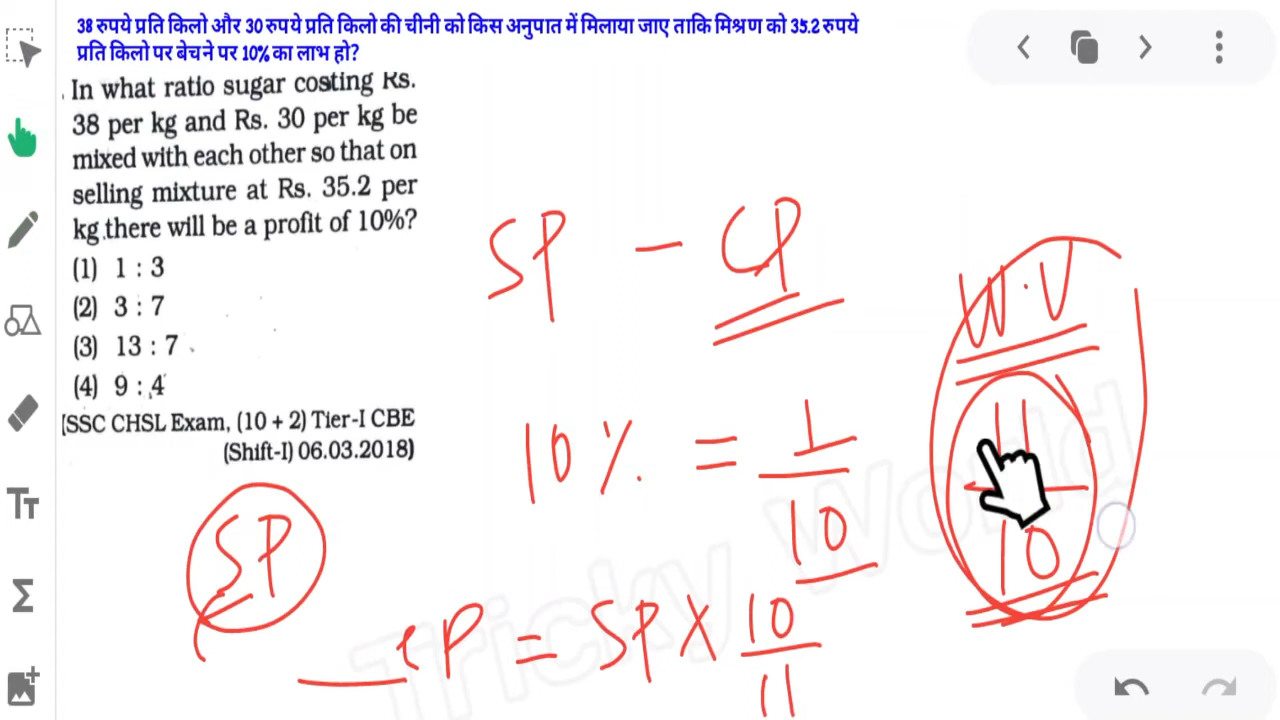 38 रुपये प्रति किलो और 30 रुपये प्रति किलो की चीनी को किस अनुपात में मिलाया जाए ताकि मिश्रण को 35.2 रुपये
प्रति किलो पर बेचने पर 10% का लाभ हो?
In what ratio sugar costing Rs.
38 per kg and Rs. 30 per kg be
mixed with each other so that on
selling mixture at Rs. 35.2 per
kg there will be a profit of 10%?
(1) 1 : 3
(2) 3 : 7
(3) 13 : 7
(4) 9 : 4
(SSC CHSL Exam, (10 + 2) Tier-I CBE
(Shift-I) 06.03.2018)
SP - CP
W.V
11
10
10% = 1/10
SP
CP = SP × 10/11
Tricky World
Tt
Σ